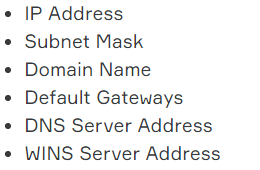 • IP Address
• Subnet Mask
• Domain Name
• Default Gateways
• DNS Server Address
• WINS Server Address